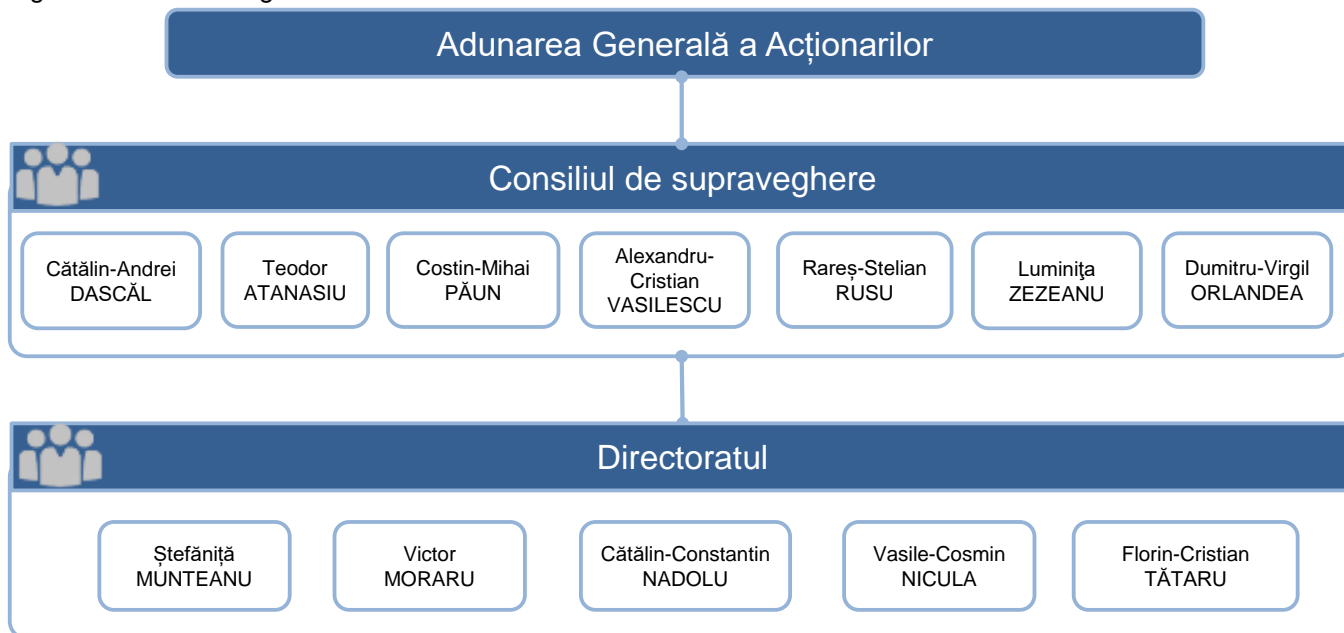 Adunarea Generală a Acționarilor
Consiliul de supraveghere
Cătălin-Andrei
DASCĂL
Teodor
ATANASIU
Costin-Mihai
PĂUN
Alexandru-
Cristian
VASILESCU
Rareș-Stelian
RUSU
Luminiţa
ZEZEANU
Dumitru-Virgil
ORLANDEA
Directoratul
Ștefăniță
MUNTEANU
Victor
MORARU
Cătălin-Constantin
NADOLU
Vasile-Cosmin
NICULA
Florin-Cristian
TĂTARU